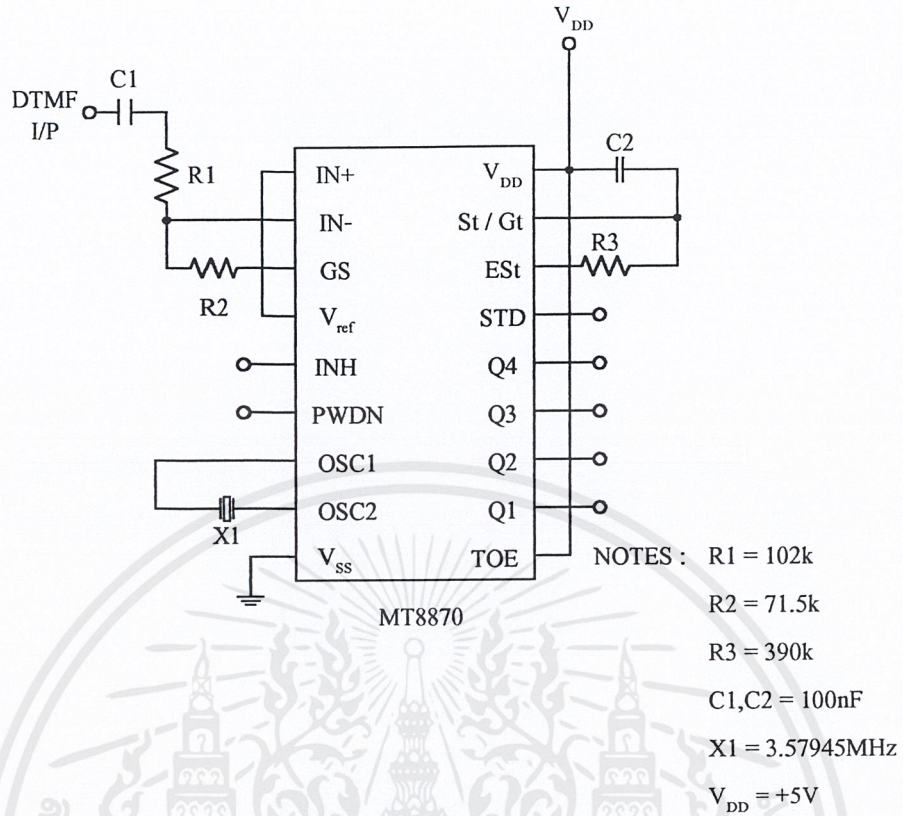 V_DD
C1
DTMF
I/P
R1
R2
IN+
IN-
GS
V_ref
INH
PWDN
OSC1
OSC2
V_SS
X1
V_DD
St / Gt
ESt
STD
Q4
Q3
Q2
Q1
TOE
C2
R3
MT8870
NOTES : R1 = 102k
R2 = 71.5k
R3 = 390k
C1,C2 = 100nF
X1 = 3.57945MHz
V_DD = +5V